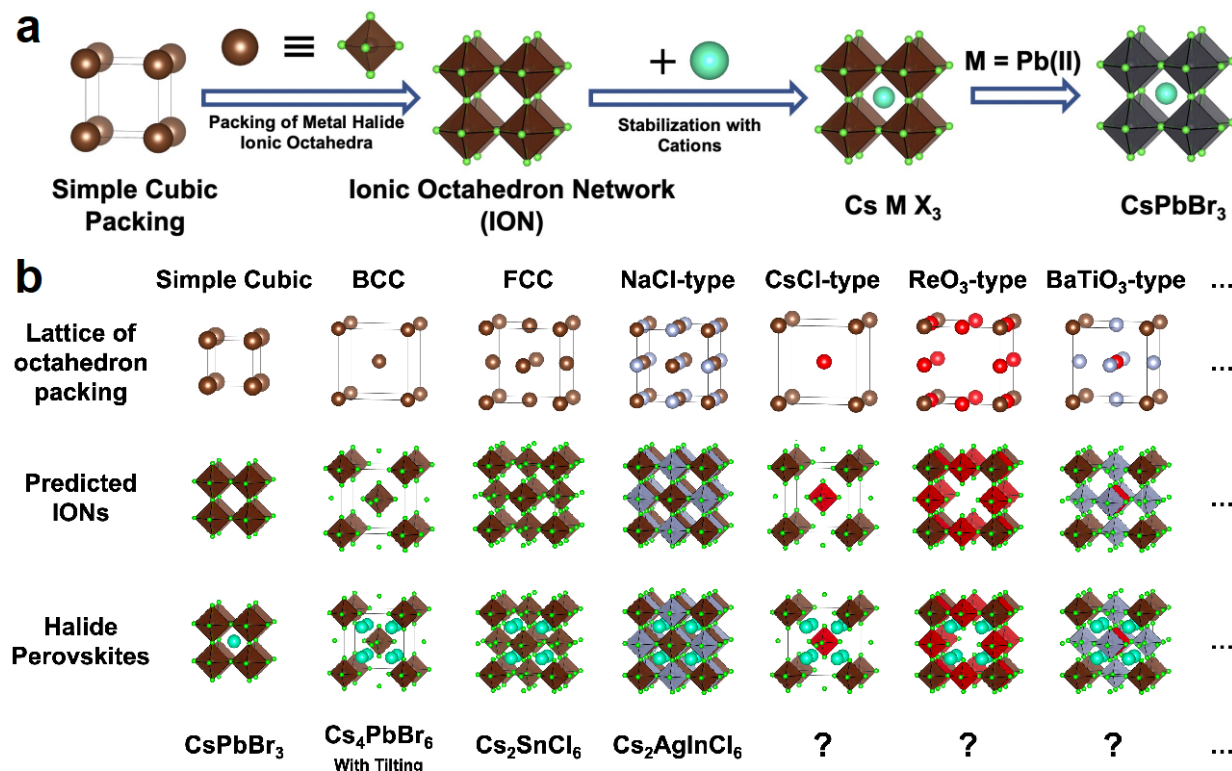 a
+
M = Pb(II)
≡
Packing of Metal Halide
Ionic Octahedra
Stabilization with
Cations
Simple Cubic
Packing
Ionic Octahedron Network
(ION)
Cs M X₃
CsPbBr₃
b
Simple Cubic BCC FCC NaCl-type CsCl-type ReO₃-type BaTiO₃-type ...
Lattice of
octahedron
packing
...
Predicted
IONs
...
Halide
Perovskites
...
CsPbBr₃ Cs₄PbBr₆ Cs₂SnCl₆ Cs₂AgInCl₆ ? ? ? ...
With Tilting